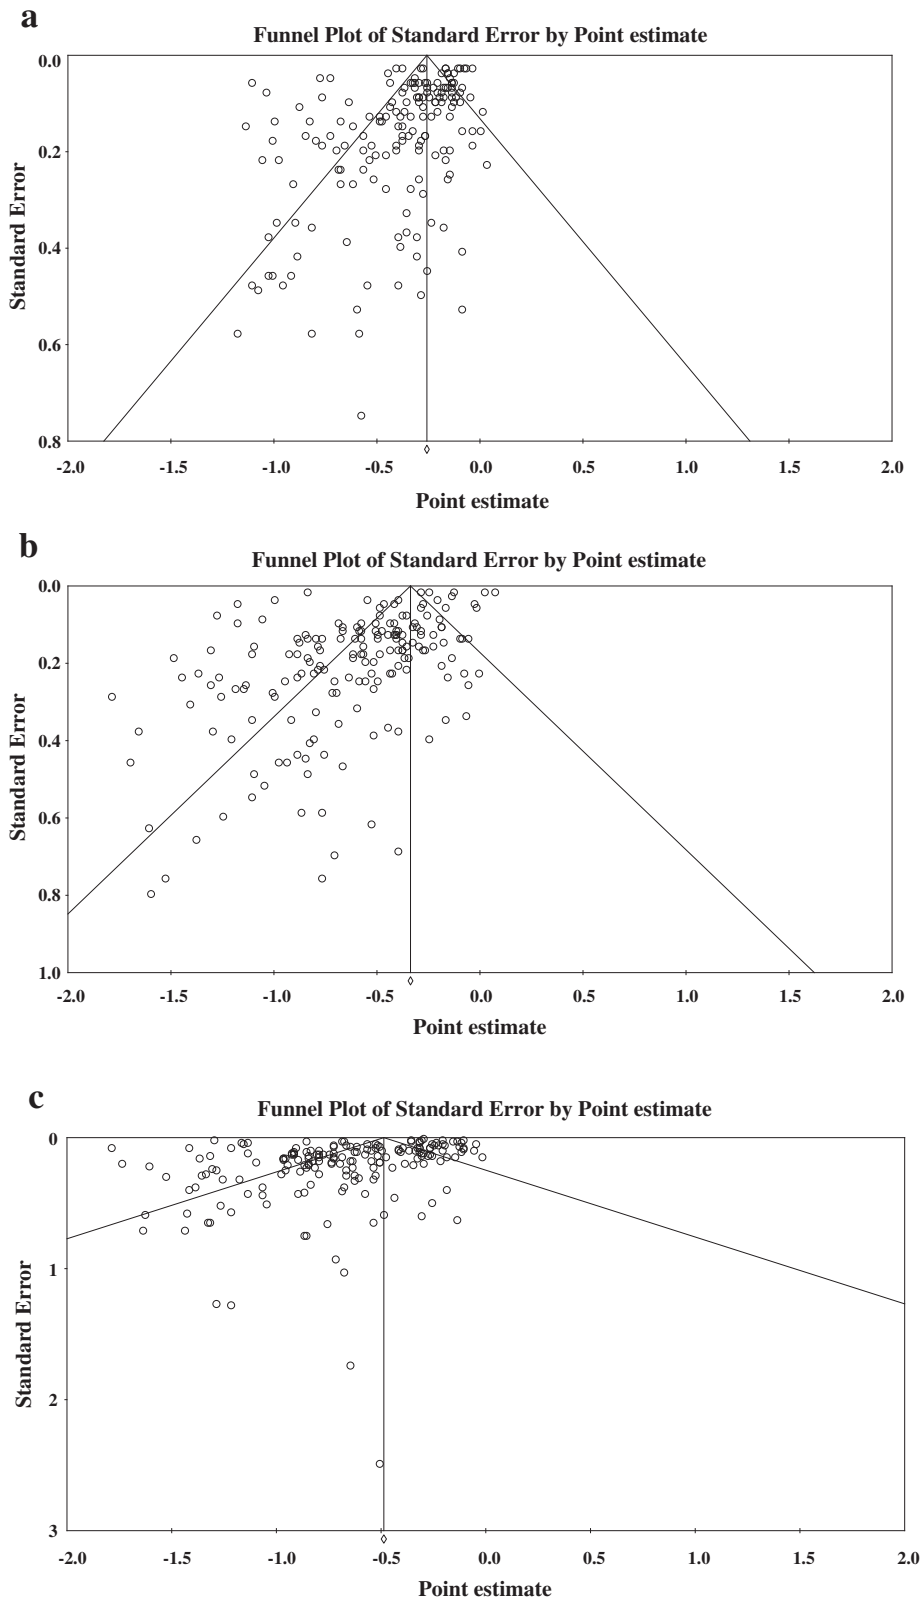 a
Funnel Plot of Standard Error by Point estimate
0.0
0.2
0.4
0.6
0.8
Standard Error
-2.0 -1.5 -1.0 -0.5 0.0 0.5 1.0 1.5 2.0
Point estimate
b
Funnel Plot of Standard Error by Point estimate
0.0
0.2
0.4
0.6
0.8
1.0
Standard Error
-2.0 -1.5 -1.0 -0.5 0.0 0.5 1.0 1.5 2.0
Point estimate
c
Funnel Plot of Standard Error by Point estimate
0
1
2
3
Standard Error
-2.0 -1.5 -1.0 -0.5 0.0 0.5 1.0 1.5 2.0
Point estimate